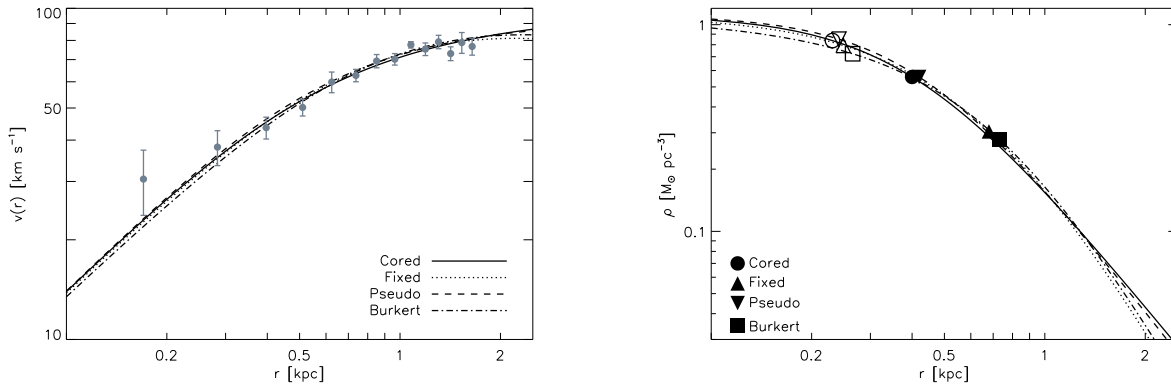 100
50
10
v(r) [km s⁻¹]
Cored
Fixed
Pseudo
Burkert
0.2 0.5 1 2
r [kpc]
1
0.1
ρ [M⊙ pc⁻³]
Cored
Fixed
Pseudo
Burkert
0.2 0.5 1 2
r [kpc]